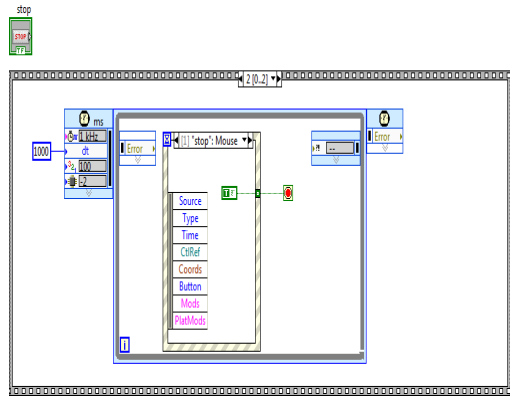 stop
STOP
TF
2 [0..2]
ms
1 kHz
1000
dt
100
-2
Error
[1] "stop": Mouse
Source
Type
Time
CtlRef
Coords
Button
Mods
PlatMods
T F
?!
--
Error
i